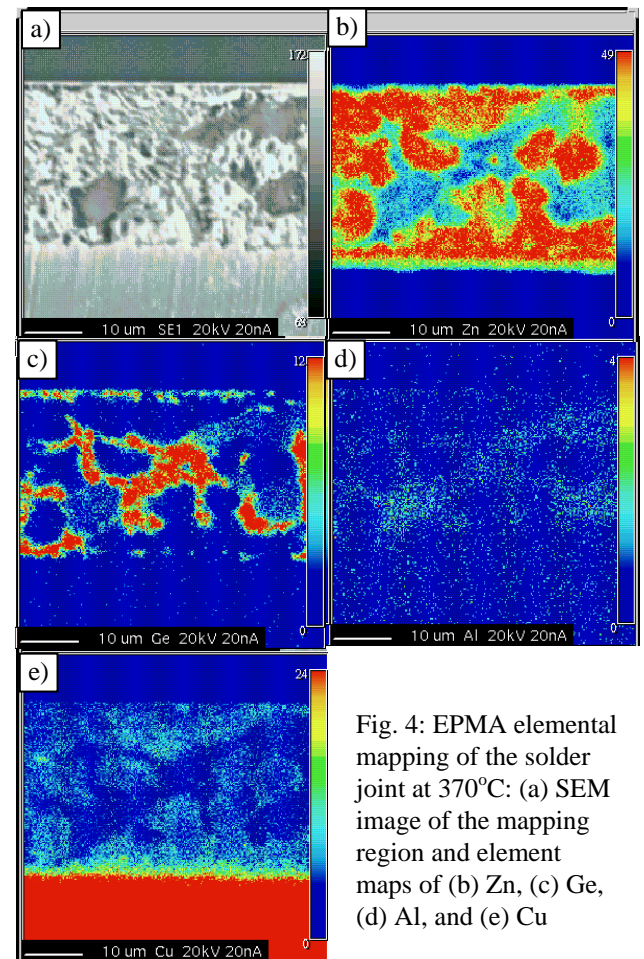 a)
172
68
10 um SE1 20kV 20nA
b)
49
0
10 um Zn 20kV 20nA
c)
12
0
10 um Ge 20kV 20nA
d)
4
0
10 um Al 20kV 20nA
e)
24
0
10 um Cu 20kV 20nA
Fig. 4: EPMA elemental
mapping of the solder
joint at 370°C: (a) SEM
image of the mapping
region and element
maps of (b) Zn, (c) Ge,
(d) Al, and (e) Cu